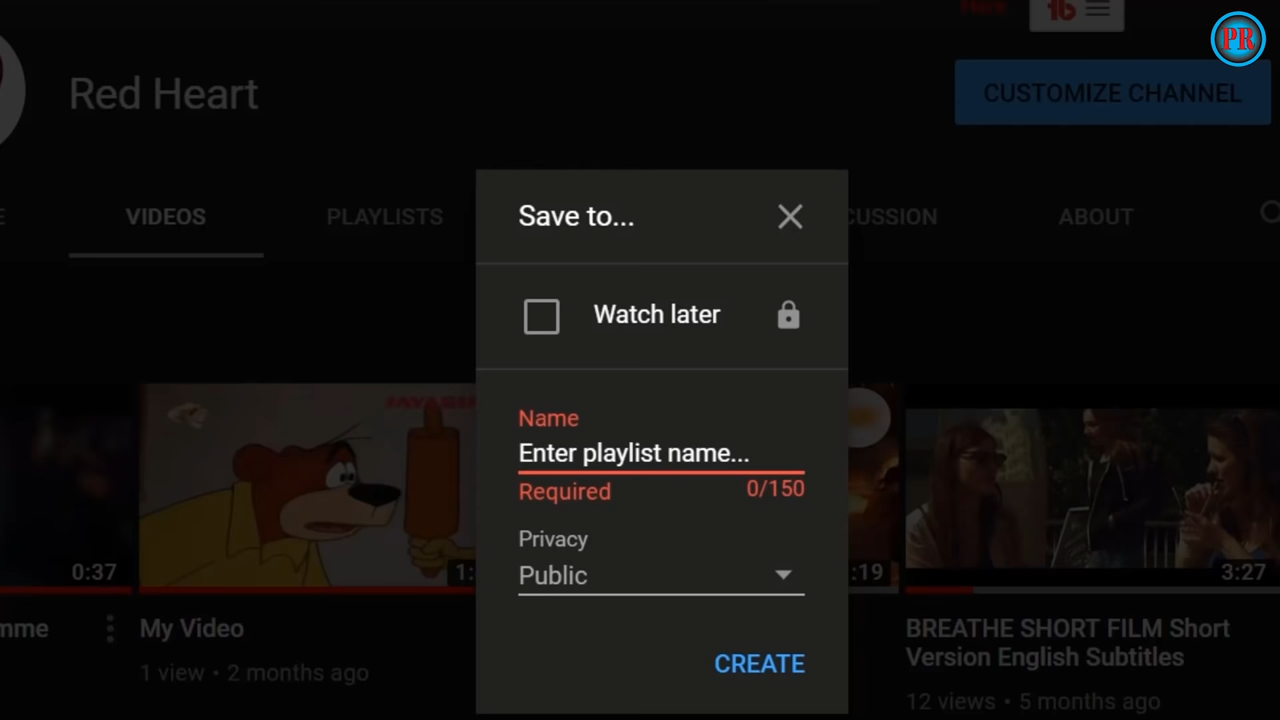 Here
PR
Red Heart
CUSTOMIZE CHANNEL
E
VIDEOS
PLAYLISTS
CUSSION
ABOUT
Save to...
Watch later
Name
Enter playlist name...
Required
0/150
Privacy
Public
CREATE
0:37
1:
:19
3:27
mme
My Video
1 view • 2 months ago
BREATHE SHORT FILM Short
Version English Subtitles
12 views • 5 months ago